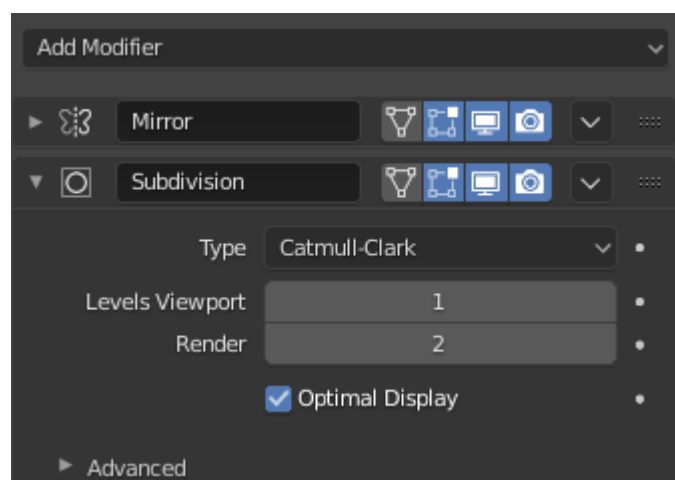 Add Modifier
Mirror
Subdivision
Type Catmull-Clark
Levels Viewport 1
Render 2
Optimal Display
Advanced